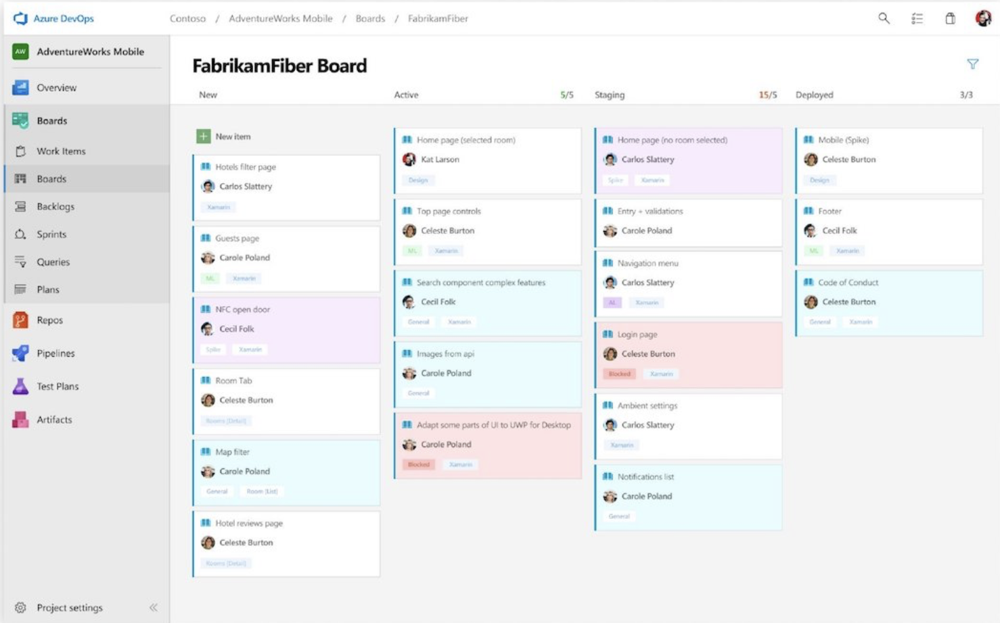 Azure DevOps
Contoso / AdventureWorks Mobile / Boards / FabrikamFiber
AW
AdventureWorks Mobile
Overview
Boards
Work Items
Boards
Backlogs
Sprints
Queries
Plans
Repos
Pipelines
Test Plans
Artifacts
Project settings
FabrikamFiber Board
New
New item
Hotels filter page
Carlos Slattery
Xamarin
Guests page
Carole Poland
ML Xamarin
NFC open door
Cecil Folk
Spike Xamarin
Room Tab
Celeste Burton
Rooms (Detail)
Map filter
Carole Poland
General Room (List)
Hotel reviews page
Celeste Burton
Rooms (Detail)
Active 5/5
Home page (selected room)
Kat Larson
Design
Top page controls
Celeste Burton
ML Xamarin
Search component complex features
Cecil Folk
General Xamarin
Images from api
Carole Poland
General
Adapt some parts of UI to UWP for Desktop
Carole Poland
Blocked Xamarin
Staging 15/5
Home page (no room selected)
Carlos Slattery
Spike Xamarin
Entry + validations
Carole Poland
Navigation menu
Carlos Slattery
Xamarin
Login page
Celeste Burton
Blocked Xamarin
Ambient settings
Carlos Slattery
Xamarin
Notifications list
Carole Poland
General
Deployed 3/3
Mobile (Spike)
Celeste Burton
Design
Footer
Cecil Folk
ML Xamarin
Code of Conduct
Celeste Burton
General Xamarin